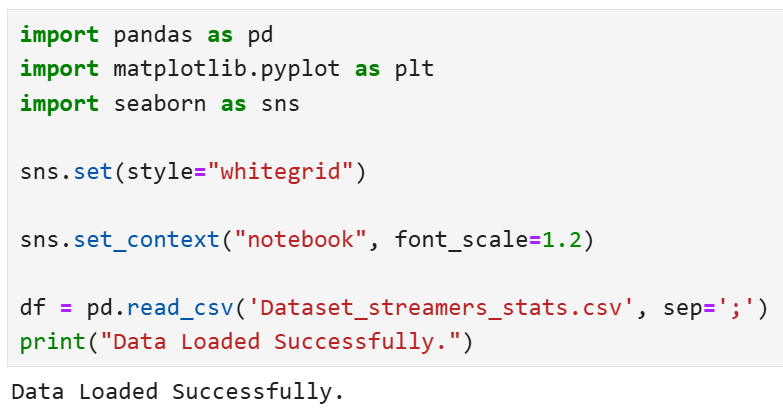 import pandas as pd
import matplotlib.pyplot as plt
import seaborn as sns
sns.set(style="whitegrid")
sns.set_context("notebook", font_scale=1.2)
df = pd.read_csv('Dataset_streamers_stats.csv', sep=';')
print("Data Loaded Successfully.")
Data Loaded Successfully.